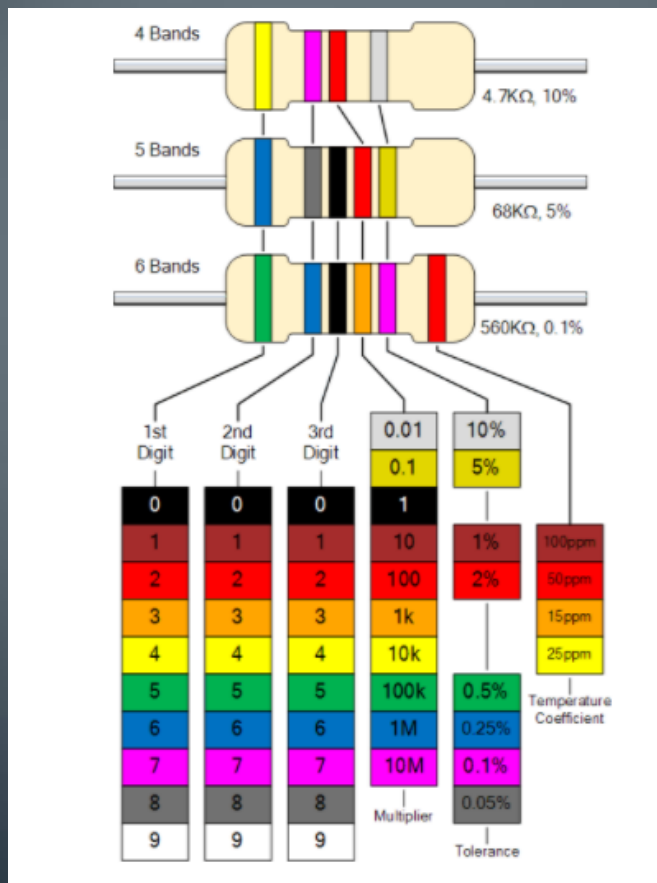 4 Bands
4.7KΩ, 10%
5 Bands
68KΩ, 5%
6 Bands
560KΩ, 0.1%
1st Digit
2nd Digit
3rd Digit
0.01 10%
0.1 5%
0 0 0 1
1 1 1 10 1% 100ppm
2 2 2 100 2% 50ppm
3 3 3 1k 15ppm
4 4 4 10k 25ppm
5 5 5 100k 0.5%
6 6 6 1M 0.25%
7 7 7 10M 0.1%
8 8 8 0.05%
9 9 9
Temperature
Coefficient
Multiplier
Tolerance